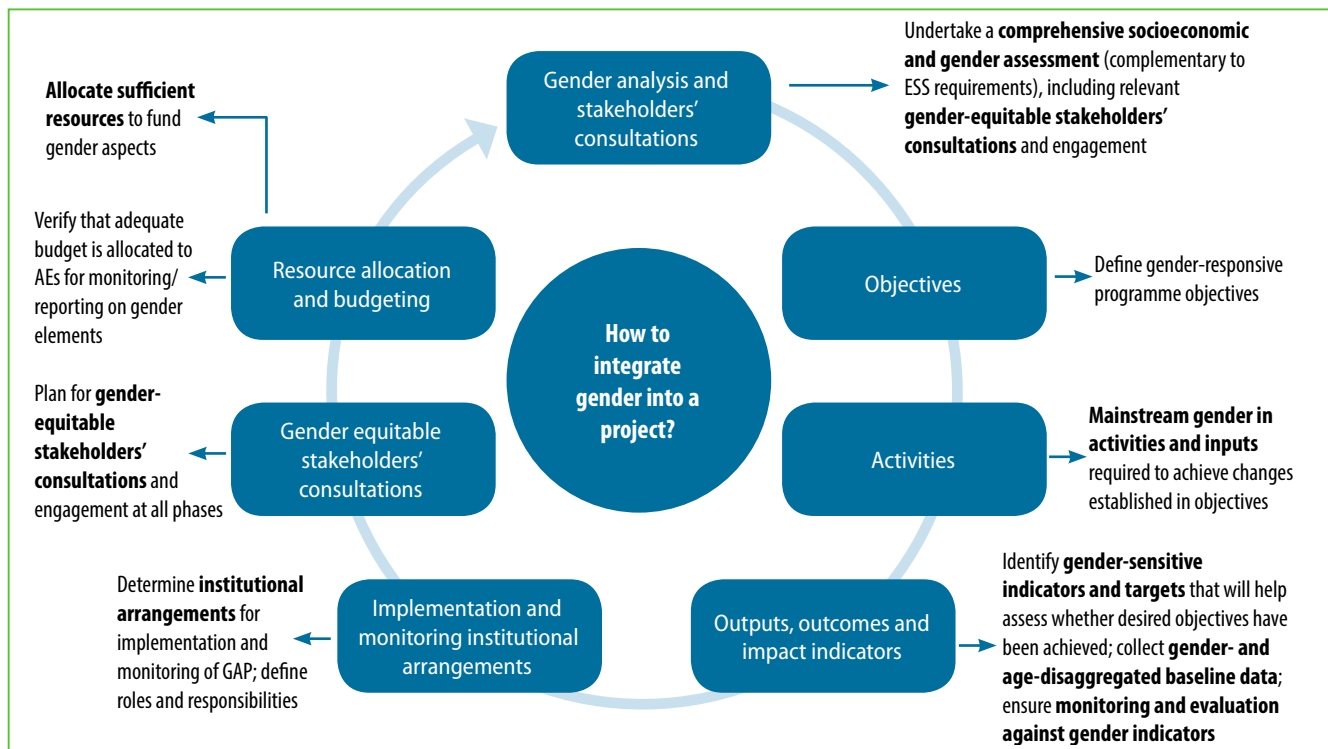 Gender analysis and
stakeholders’
consultations
Undertake a comprehensive socioeconomic
and gender assessment (complementary to
ESS requirements), including relevant
gender-equitable stakeholders’
consultations and engagement
Objectives
Define gender-responsive
programme objectives
Activities
Mainstream gender in
activities and inputs
required to achieve changes
established in objectives
Outputs, outcomes and
impact indicators
Identify gender-sensitive
indicators and targets that will help
assess whether desired objectives have
been achieved; collect gender- and
age-disaggregated baseline data;
ensure monitoring and evaluation
against gender indicators
Implementation and
monitoring institutional
arrangements
Determine institutional
arrangements for
implementation and
monitoring of GAP; define
roles and responsibilities
Gender equitable
stakeholders’
consultations
Plan for gender-
equitable
stakeholders’
consultations and
engagement at all phases
Resource allocation
and budgeting
Allocate sufficient
resources to fund
gender aspects
Verify that adequate
budget is allocated to
AEs for monitoring/
reporting on gender
elements
How to
integrate
gender into a
project?